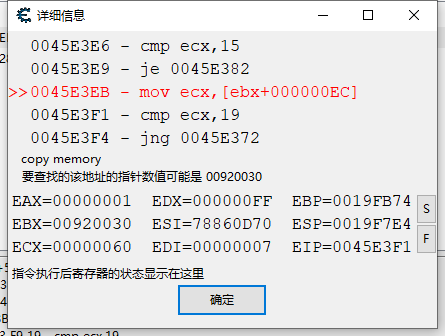 详细信息
0045E3E6 - cmp ecx,15
0045E3E9 - je 0045E382
>>0045E3EB - mov ecx,[ebx+000000EC]
0045E3F1 - cmp ecx,19
0045E3F4 - jng 0045E372
copy memory
要查找的该地址的指针数值可能是 00920030
EAX=00000001 EDX=000000FF EBP=0019FB74
S
EBX=00920030 ESI=78860D70 ESP=0019F7E4
F
ECX=00000060 EDI=00000007 EIP=0045E3F1
指令执行后寄存器的状态显示在这里
确定